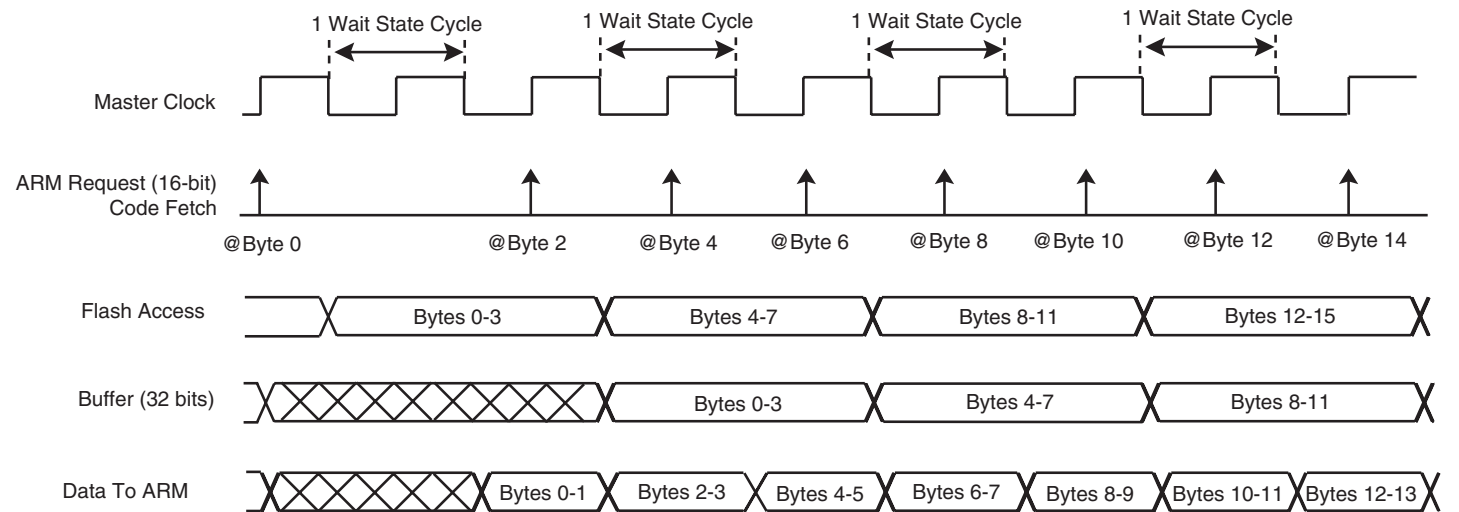 1 Wait State Cycle
1 Wait State Cycle
1 Wait State Cycle
1 Wait State Cycle
Master Clock
ARM Request (16-bit)
Code Fetch
@Byte 0
@Byte 2
@Byte 4
@Byte 6
@Byte 8
@Byte 10
@Byte 12
@Byte 14
Flash Access
Bytes 0-3
Bytes 4-7
Bytes 8-11
Bytes 12-15
Buffer (32 bits)
Bytes 0-3
Bytes 4-7
Bytes 8-11
Data To ARM
Bytes 0-1
Bytes 2-3
Bytes 4-5
Bytes 6-7
Bytes 8-9
Bytes 10-11
Bytes 12-13